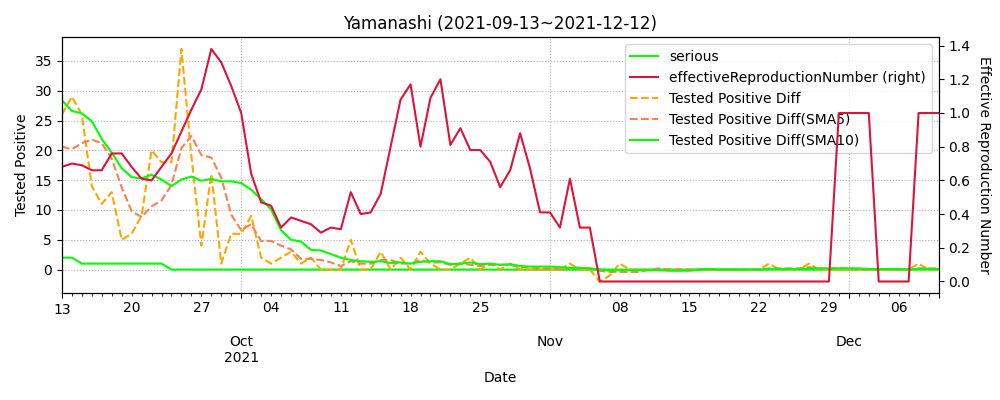 Yamanashi (2021-09-13~2021-12-12)
serious
effectiveReproductionNumber (right)
Tested Positive Diff
Tested Positive Diff(SMA5)
Tested Positive Diff(SMA10)
Tested Positive
35
30
25
20
15
10
5
0
Effective Reproduction Number
1.4
1.2
1.0
0.8
0.6
0.4
0.2
0.0
13 20 27 04 11 18 25 08 15 22 29 06
Oct Nov Dec
2021
Date